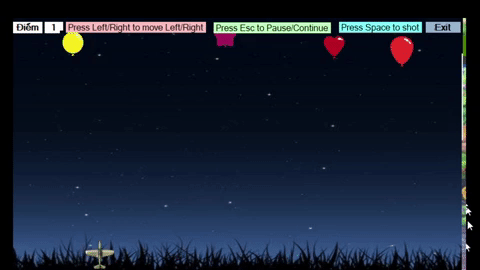 Điểm 1 Press Left/Right to move Left/Right Press Esc to Pause/Continue Press Space to shot Exit